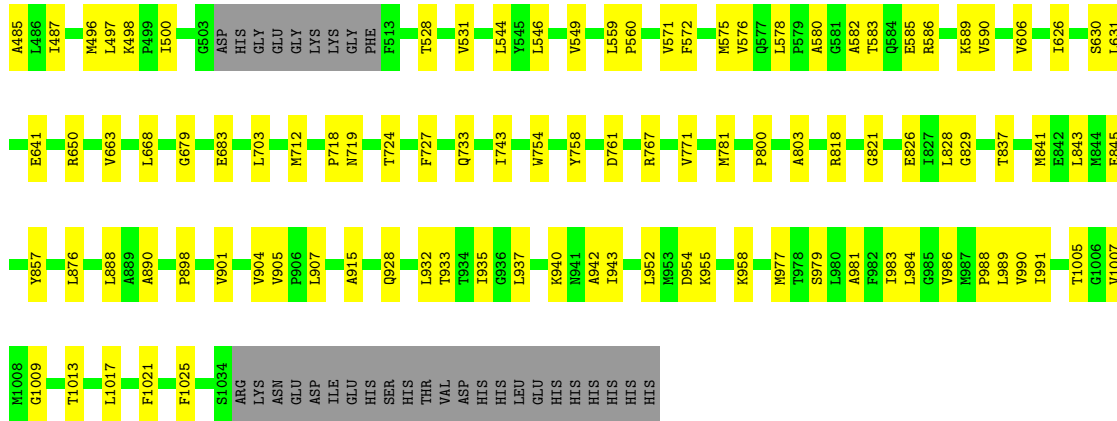 A485 L486 I487 M496 L497 K498 P499 I500 G503 ASP HIS GLY GLU GLY LYS LYS GLY PHE F513 T528 V531 L544 Y545 L546 V549 L559 P560 V571 F572 M575 V576 Q577 L578 P579 A580 G581 A582 T583 Q584 E585 R586 K589 V590 V606 I626 S630 L631
E641 R650 V663 L668 G679 E683 L703 M712 P718 N719 T724 F727 Q733 I743 W754 Y758 D761 R767 V771 M781 P800 A803 R818 G821 E826 I827 L828 G829 T837 M841 E842 L843 M844 E845
Y857 L876 L888 A889 A890 P898 V901 V904 V905 P906 L907 A915 Q928 L932 T933 T934 I935 G936 L937 K940 N941 A942 I943 L952 M953 D954 K955 K958 M977 T978 S979 L980 A981 F982 I983 L984 G985 V986 M987 P988 L989 V990 I991 T1005 G1006 V1007
M1008 G1009 T1013 L1017 F1021 F1025 S1034 ARG LYS ASN GLU ASP ILE GLU HIS SER HIS THR VAL ASP HIS HIS LEU GLU HIS HIS HIS HIS HIS HIS